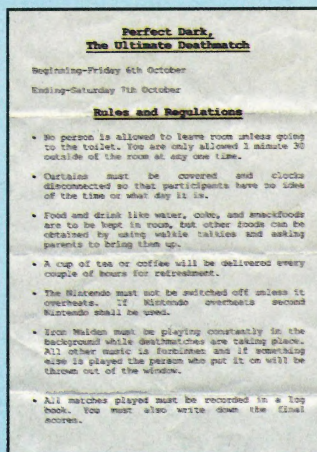 Perfect Dark,
The Ultimate Deathmatch
Beginning-Friday 6th October
Ending-Saturday 7th October
Rules and Regulations
• No person is allowed to leave room unless going
to the toilet. You are only allowed 1 minute 30
outside of the room at any one time.
• Curtains must be covered and clocks
disconnected so that participants have no idea
of the time or what day it is.
• Food and drink like water, coke, and snackfoods
are to be kept in room, but other foods can be
obtained by using walkie talkies and asking
parents to bring them up.
• A cup of tea or coffee will be delivered every
couple of hours for refreshment.
• The Nintendo must not be switched off unless it
overheats. If Nintendo overheats second
Nintendo shall be used.
• Iron Maiden must be playing constantly in the
background while deathmatches are taking place.
All other music is forbidden and if something
else is played the person who put it on will be
thrown out of the window.
• All matches played must be recorded in a log
book. You must also write down the final
scores.